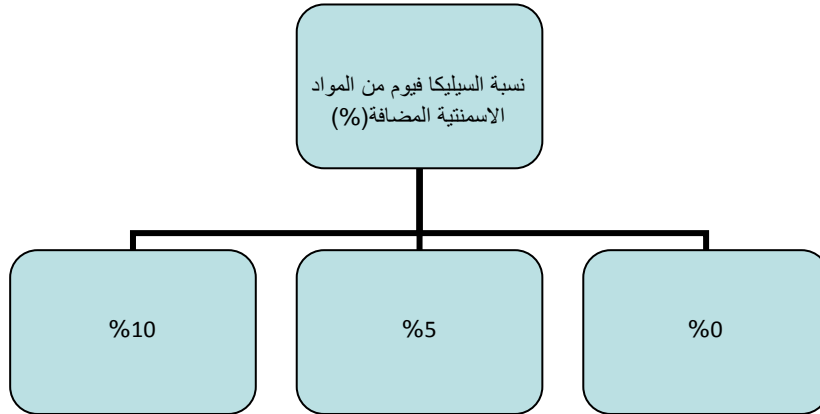 نسبة السيليكا فيوم من المواد
الاسمنتية المضافة(%)
%0
%5
%10